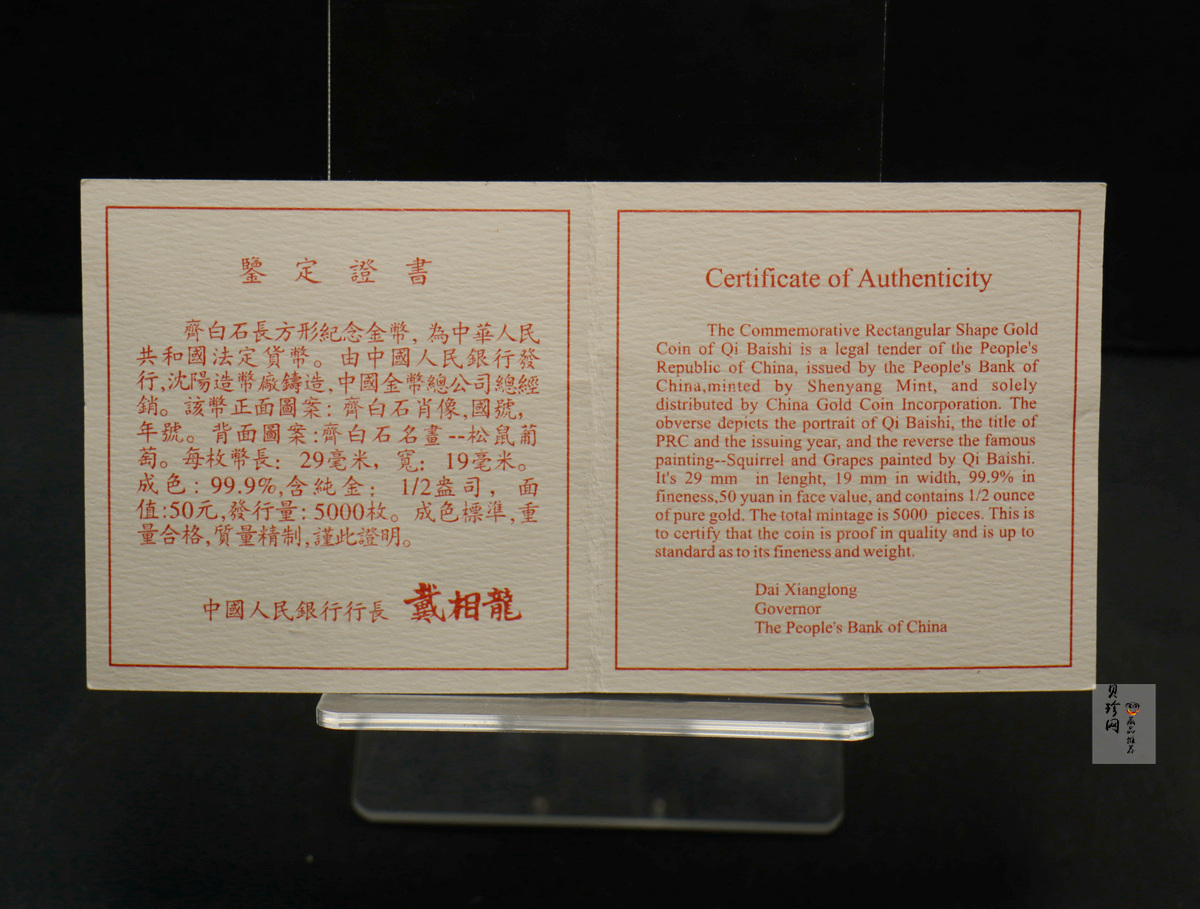 鑒定證書
齊白石長方形紀念金幣，為中華人民
共和國法定貨幣。由中國人民銀行發
行,沈陽造幣廠鑄造,中國金幣總公司總經
銷。該幣正面圖案：齊白石肖像,國號,
年號。背面圖案:齊白石名畫--松鼠葡
萄。每枚幣長：29毫米，寬：19毫米。
成色：99.9%,含純金：1/2盎司，面
值:50元,發行量：5000枚。成色標準,重
量合格,質量精制,謹此證明。
中國人民銀行行長 戴相龍
Certificate of Authenticity
The Commemorative Rectangular Shape Gold
Coin of Qi Baishi is a legal tender of the People's
Republic of China, issued by the People's Bank of
China,minted by Shenyang Mint, and solely
distributed by China Gold Coin Incorporation. The
obverse depicts the portrait of Qi Baishi, the title of
PRC and the issuing year, and the reverse the famous
painting--Squirrel and Grapes painted by Qi Baishi.
It's 29 mm in lenght, 19 mm in width, 99.9% in
fineness,50 yuan in face value, and contains 1/2 ounce
of pure gold. The total mintage is 5000 pieces. This is
to certify that the coin is proof in quality and is up to
standard as to its fineness and weight.
Dai Xianglong
Governor
The People's Bank of China
貝珍网
藏品推荐